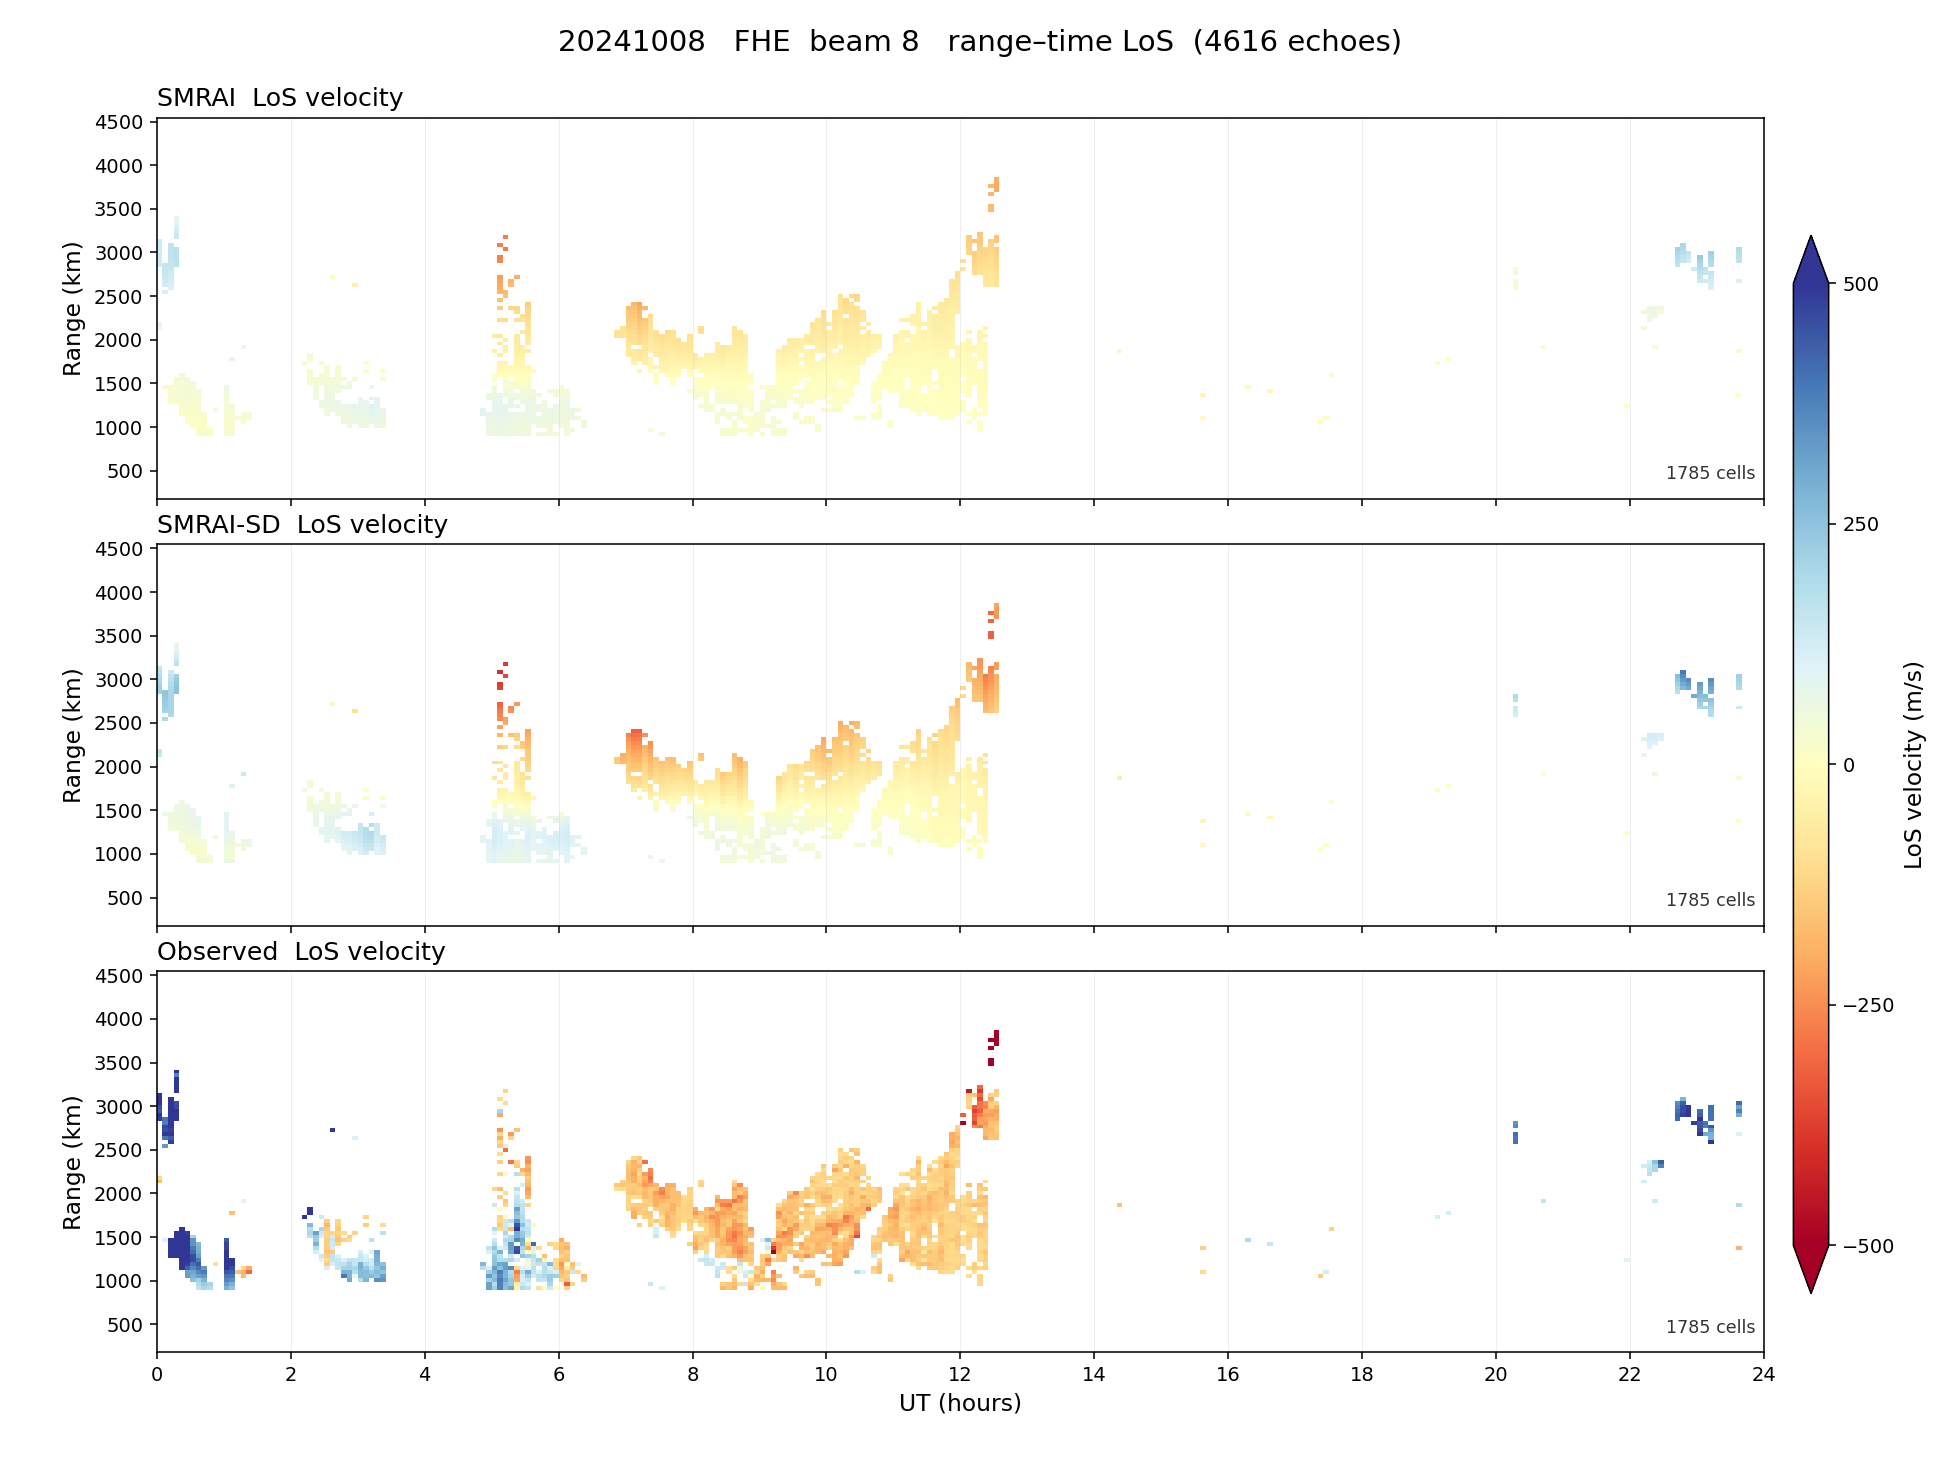 20241008   FHE  beam 8   range–time LoS  (4616 echoes)
SMRAI  LoS velocity
4500
4000
3500
3000
2500
2000
1500
1000
500
Range (km)
1785 cells
SMRAI-SD  LoS velocity
4500
4000
3500
3000
2500
2000
1500
1000
500
Range (km)
1785 cells
Observed  LoS velocity
4500
4000
3500
3000
2500
2000
1500
1000
500
Range (km)
1785 cells
0 2 4 6 8 10 12 14 16 18 20 22 24
UT (hours)
500
250
0
−250
−500
LoS velocity (m/s)